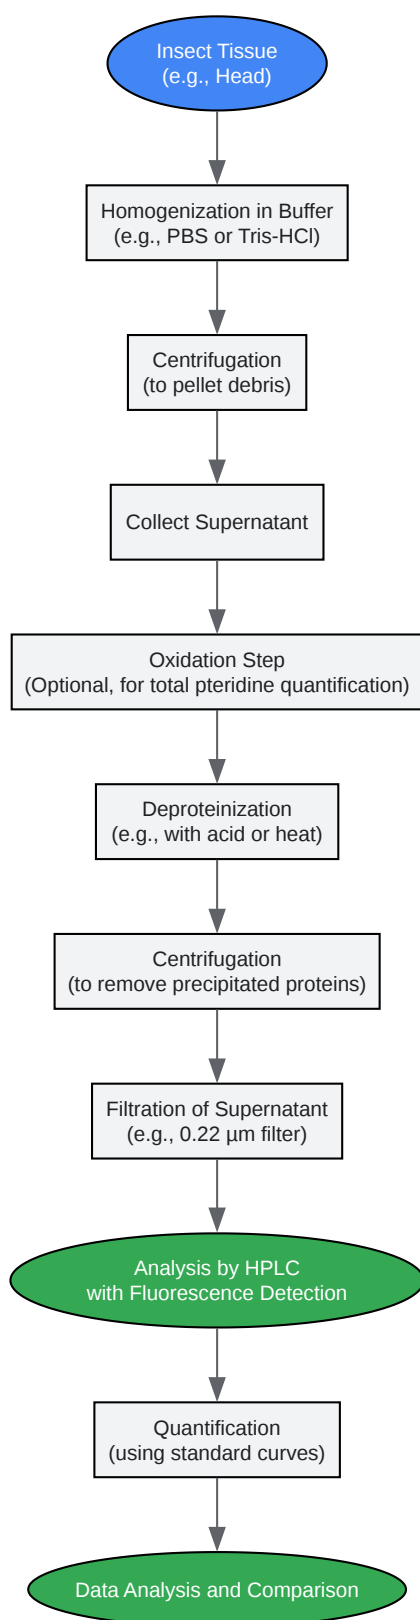 Insect Tissue
(e.g., Head)
Homogenization in Buffer
(e.g., PBS or Tris-HCl)
Centrifugation
(to pellet debris)
Collect Supernatant
Oxidation Step
(Optional, for total pteridine quantification)
Deproteinization
(e.g., with acid or heat)
Centrifugation
(to remove precipitated proteins)
Filtration of Supernatant
(e.g., 0.22 µm filter)
Analysis by HPLC
with Fluorescence Detection
Quantification
(using standard curves)
Data Analysis and Comparison